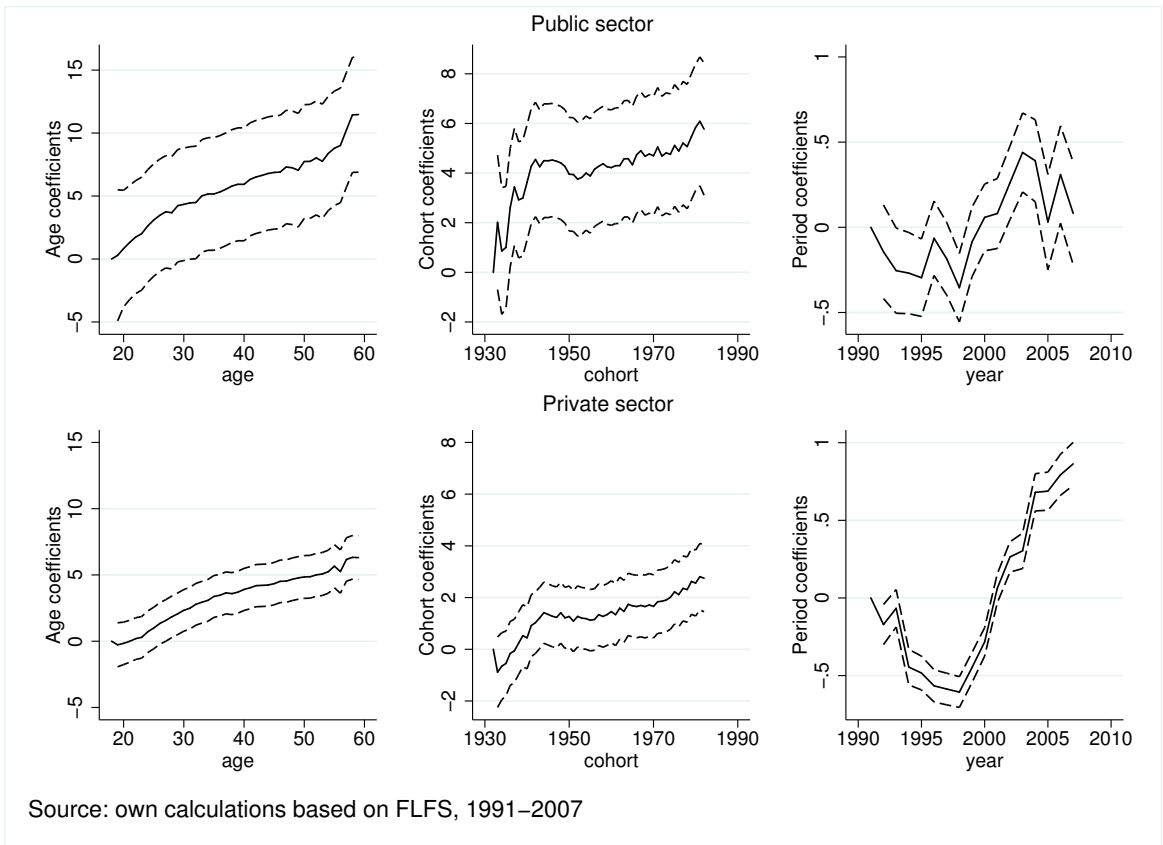 Public sector
Age coefficients
−5 0 5 10 15
20 30 40 50 60
age
Cohort coefficients
−2 0 2 4 6 8
1930 1950 1970 1990
cohort
Period coefficients
−.5 0 .5 1
1990 1995 2000 2005 2010
year
Private sector
Age coefficients
−5 0 5 10 15
20 30 40 50 60
age
Cohort coefficients
−2 0 2 4 6 8
1930 1950 1970 1990
cohort
Period coefficients
−.5 0 .5 1
1990 1995 2000 2005 2010
year
Source: own calculations based on FLFS, 1991−2007